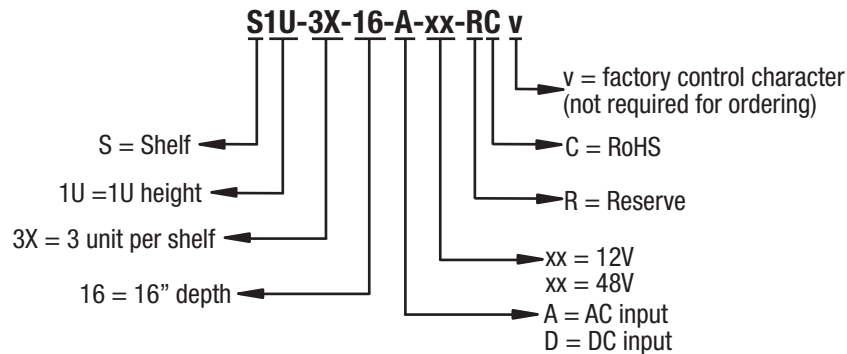 S1U-3X-16-A-xx-RC v
v = factory control character
(not required for ordering)
S = Shelf
C = RoHS
1U =1U height
R = Reserve
3X = 3 unit per shelf
xx = 12V
xx = 48V
16 = 16” depth
A = AC input
D = DC input